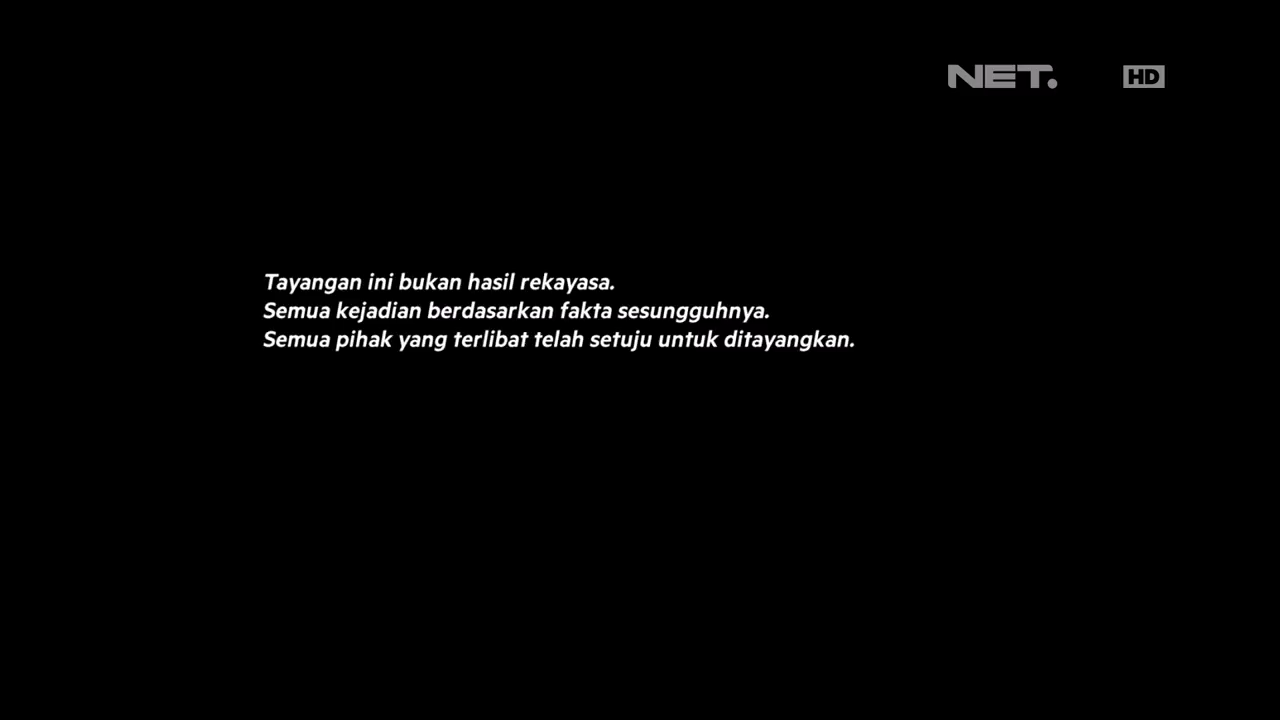 NET. HD
Tayangan ini bukan hasil rekayasa.
Semua kejadian berdasarkan fakta sesungguhnya.
Semua pihak yang terlibat telah setuju untuk ditayangkan.